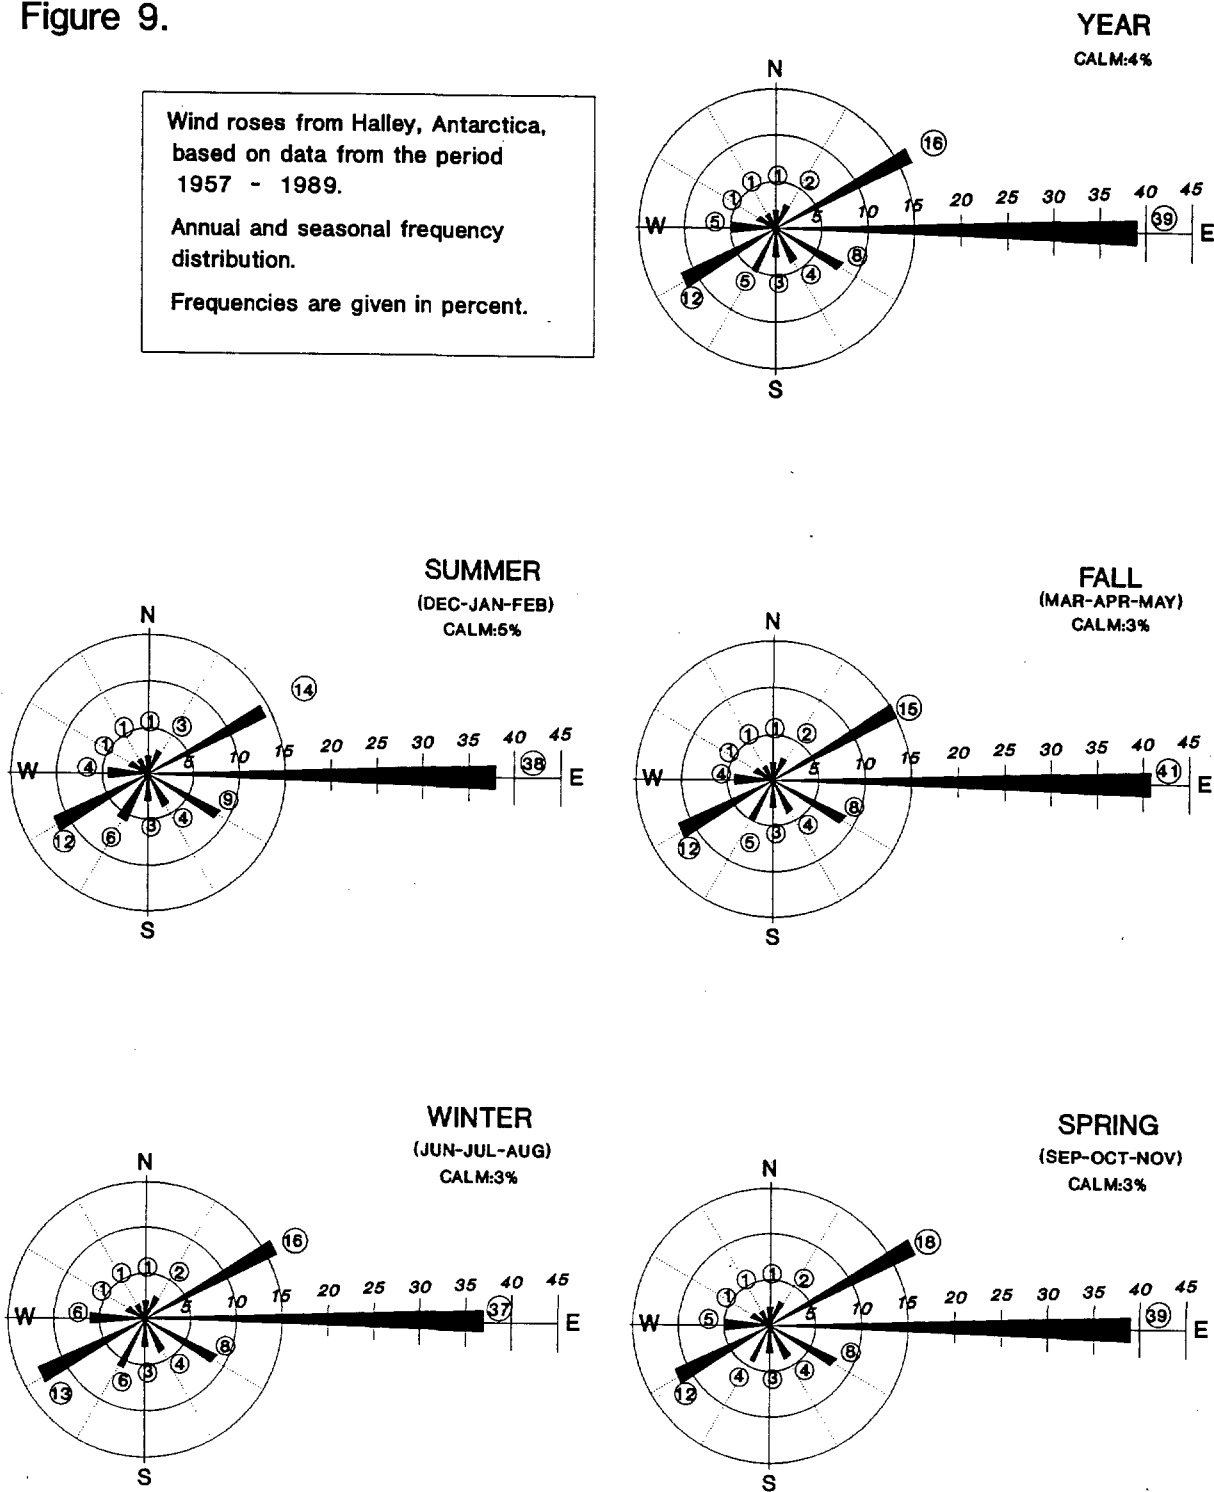 Figure 9.
Wind roses from Halley, Antarctica,
based on data from the period
1957 - 1989.
Annual and seasonal frequency
distribution.
Frequencies are given in percent.
YEAR
CALM:4%
N
16
1 1 2
1
5 10 15 20 25 30 35 40 45
W 5 39 E
8
12 5 3 4
S
SUMMER
(DEC-JAN-FEB)
CALM:5%
N
14
1 1 3
1
5 10 15 20 25 30 35 40 45
W 4 38 E
9
12 6 3 4
S
FALL
(MAR-APR-MAY)
CALM:3%
N
15
1 1 2
1
5 10 15 20 25 30 35 40 45
W 4 41 E
8
12 5 3 4
S
WINTER
(JUN-JUL-AUG)
CALM:3%
N
16
1 1 2
1
5 10 15 20 25 30 35 40 45
W 6 37 E
8
13 6 3 4
S
SPRING
(SEP-OCT-NOV)
CALM:3%
N
18
1 1 2
1
5 10 15 20 25 30 35 40 45
W 5 39 E
8
12 4 3 4
S